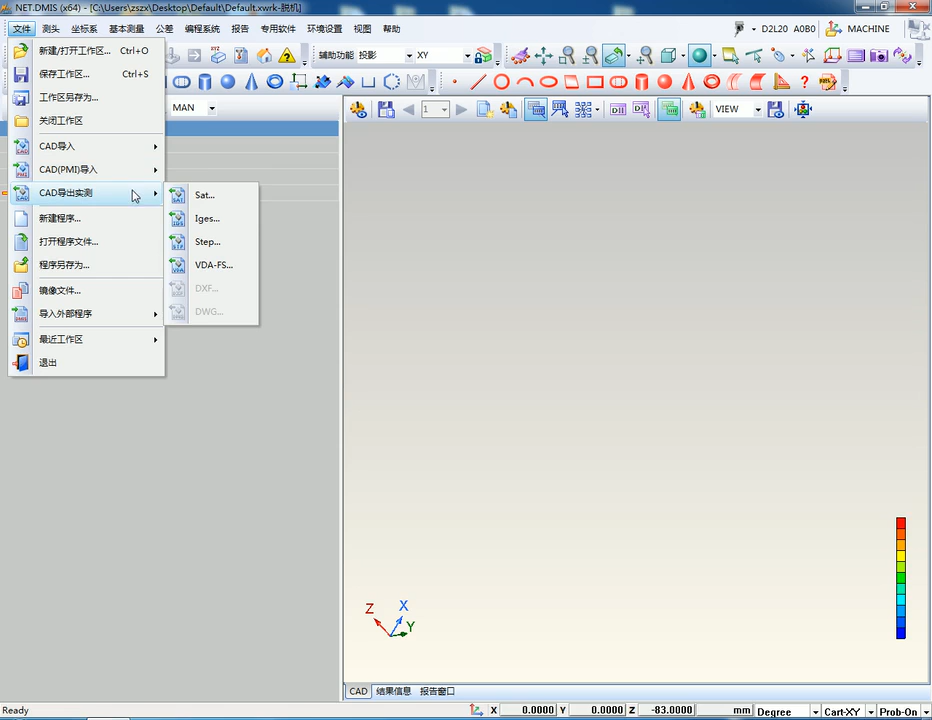 NET.DMIS (x64) - [C:\Users\zszx\Desktop\Default\Default.xwrk-脱机]
文件 测头 坐标系 基本测量 公差 编程系统 报告 专用软件 环境设置 视图 帮助
D2L20 A0B0 MACHINE
辅助功能 投影 XY
MAN
1
VIEW
新建/打开工作区... Ctrl+O
保存工作区... Ctrl+S
工作区另存为...
关闭工作区
CAD导入
CAD(PMI)导入
CAD导出实测
新建程序...
打开程序文件...
程序另存为...
镜像文件...
导入外部程序
最近工作区
退出
Sat...
Iges...
Step...
VDA-FS...
DXF...
DWG...
Z X Y
CAD 结果信息 报告窗口
Ready X 0.0000 Y 0.0000 Z -83.0000 mm Degree Cart-XY Prob-On